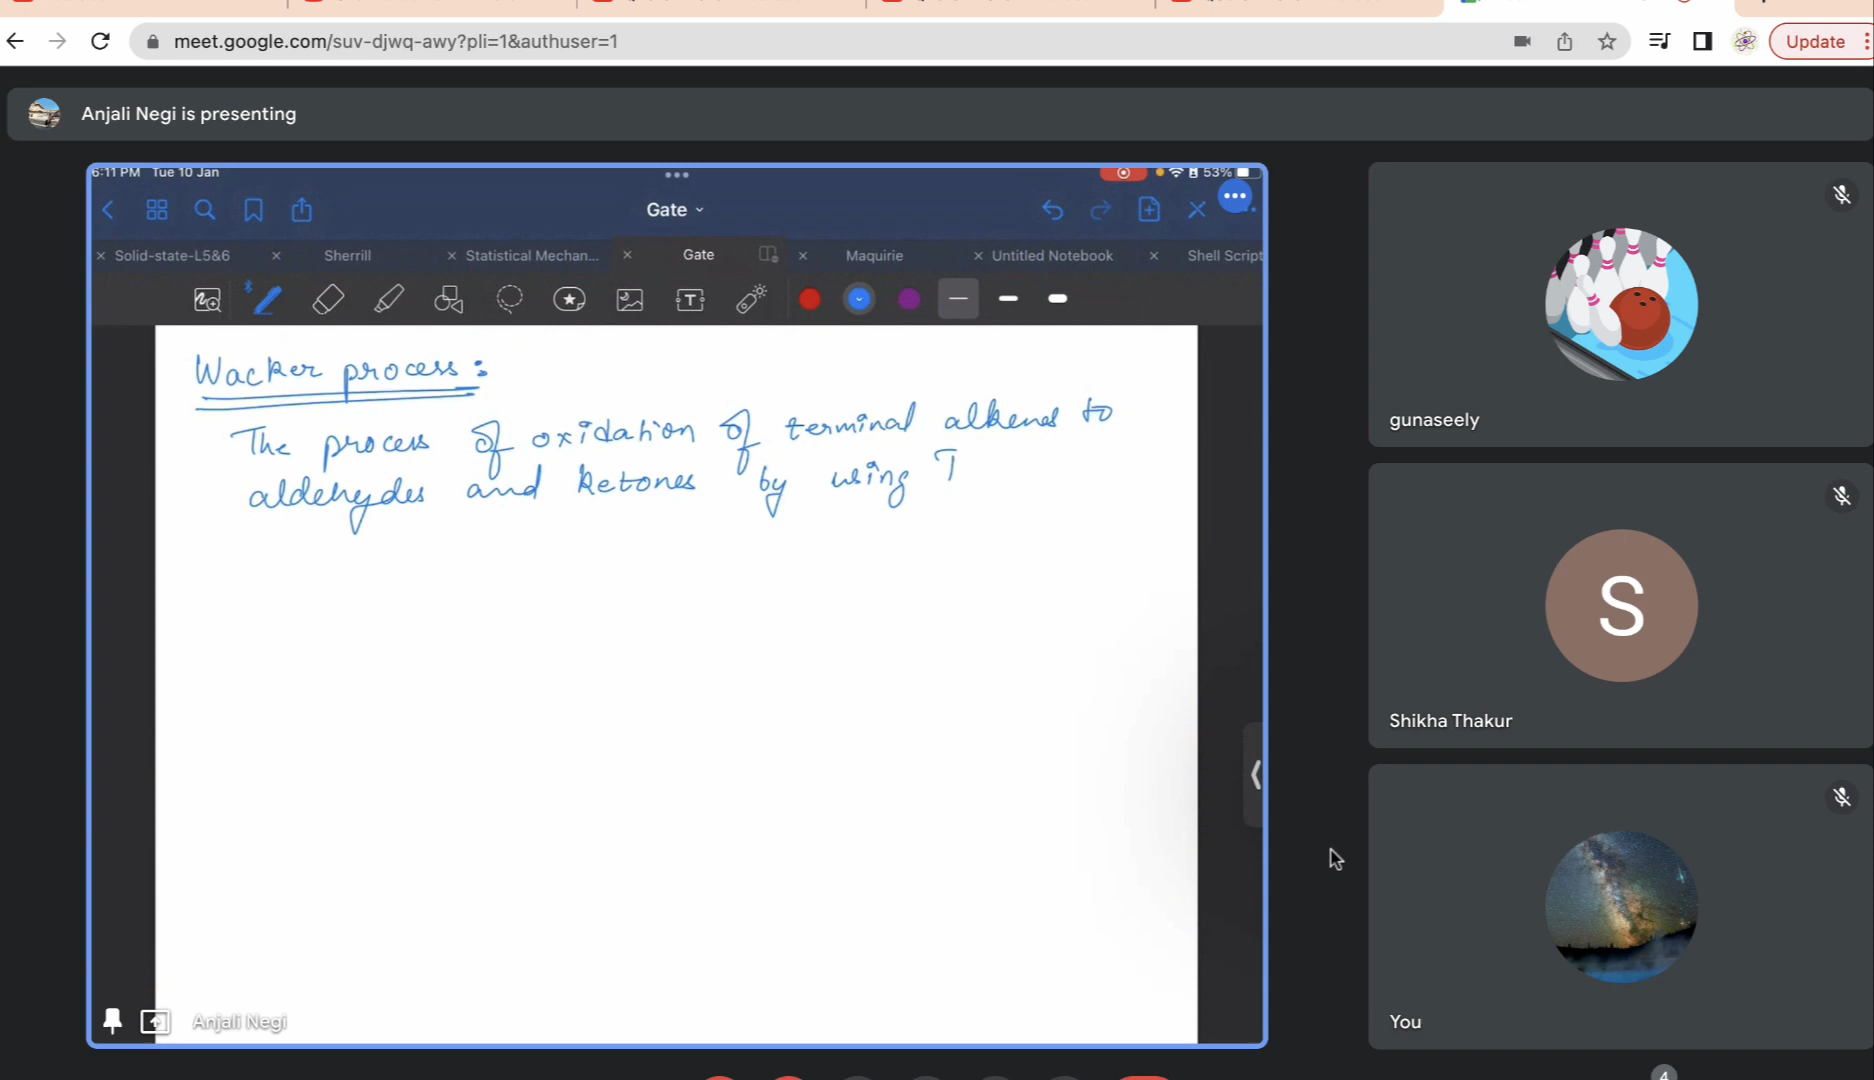 meet.google.com/suv-djwq-awy?pli=1&authuser=1
Update
Anjali Negi is presenting
6:11 PM Tue 10 Jan
53%
Gate
Solid-state-L5&6
Sherrill
Statistical Mechan...
Gate
Maquirie
Untitled Notebook
Shell Script
T
Wacker process:
The process of oxidation of terminal alkenes to
aldehydes and ketones by using T
Anjali Negi
gunaseely
S
Shikha Thakur
You
4